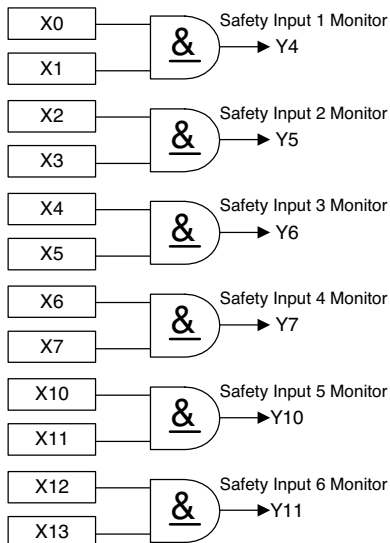 X0
&
Safety Input 1 Monitor
Y4
X1
X2
&
Safety Input 2 Monitor
Y5
X3
X4
&
Safety Input 3 Monitor
Y6
X5
X6
&
Safety Input 4 Monitor
Y7
X7
X10
&
Safety Input 5 Monitor
Y10
X11
X12
&
Safety Input 6 Monitor
Y11
X13